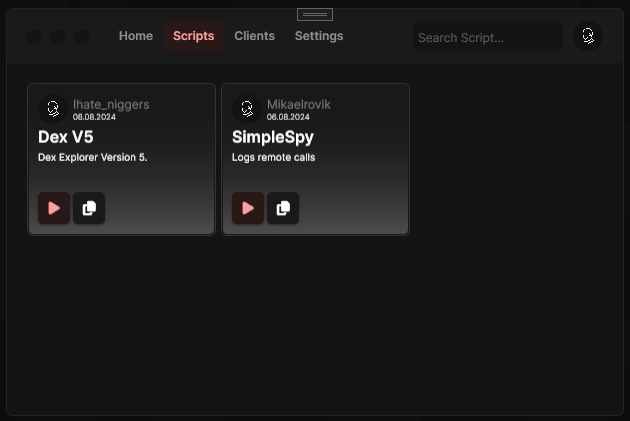 Home Scripts Clients Settings Search Script...
Ihate_niggers
06.08.2024
Dex V5
Dex Explorer Version 5.
Mikaelrovik
06.08.2024
SimpleSpy
Logs remote calls